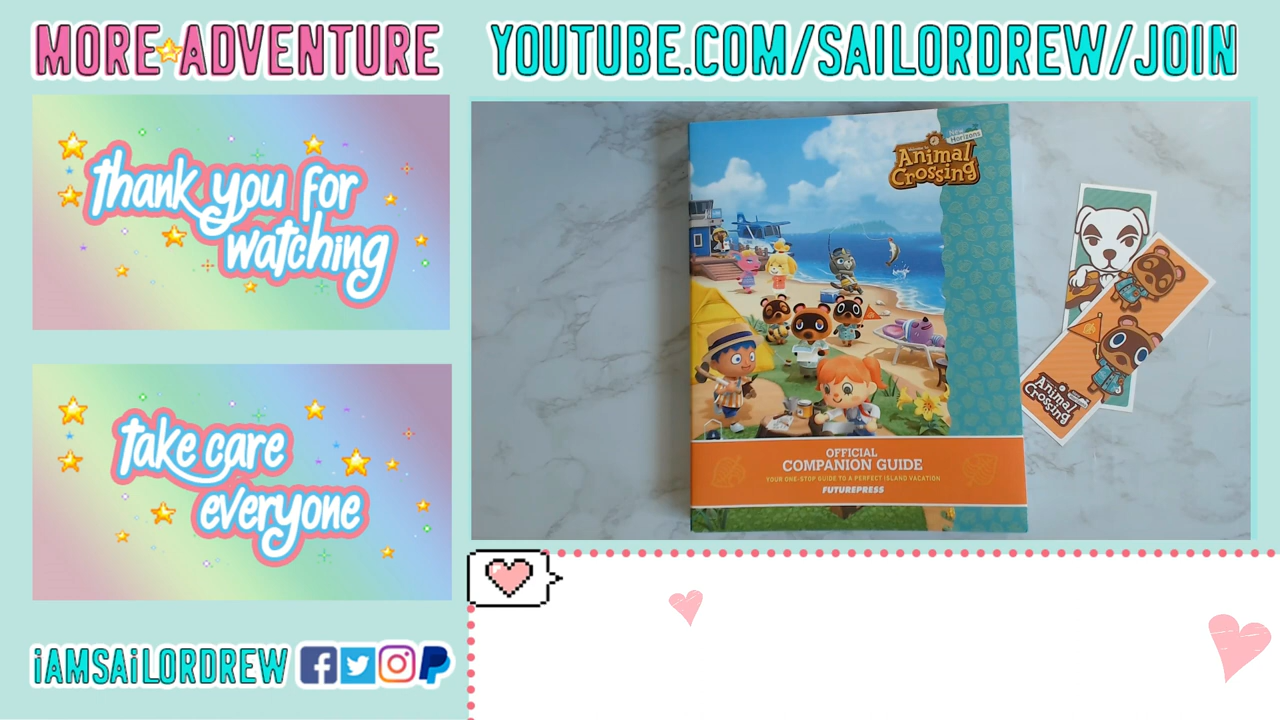 MORE ADVENTURE
YOUTUBE.COM/SAILORDREW/JOIN
thank you for
watching
take care
everyone
iAMSAiLORDREW
New
Horizons
Animal
Crossing
OFFICIAL
COMPANION GUIDE
YOUR ONE-STOP GUIDE TO A PERFECT ISLAND VACATION
FUTUREPRESS
Animal
Crossing